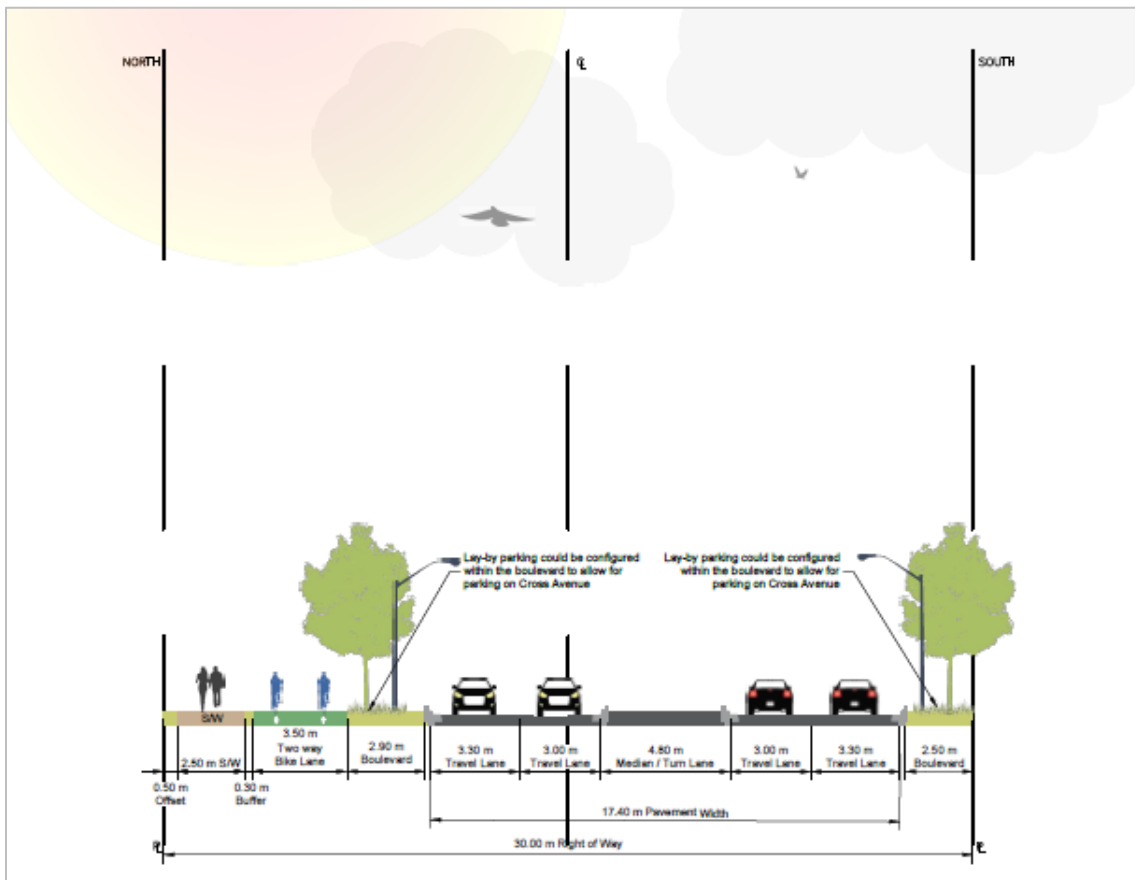 NORTH
℄
SOUTH
Lay-by parking could be configured
within the boulevard to allow for
parking on Cross Avenue
Lay-by parking could be configured
within the boulevard to allow for
parking on Cross Avenue
S/W
2.50 m S/W
0.50 m
Offset
0.30 m
Buffer
3.50 m
Two way
Bike Lane
2.90 m
Boulevard
3.30 m
Travel Lane
3.00 m
Travel Lane
4.80 m
Median / Turn Lane
3.00 m
Travel Lane
3.30 m
Travel Lane
2.50 m
Boulevard
17.40 m Pavement Width
30.00 m Right of Way
PL
PL